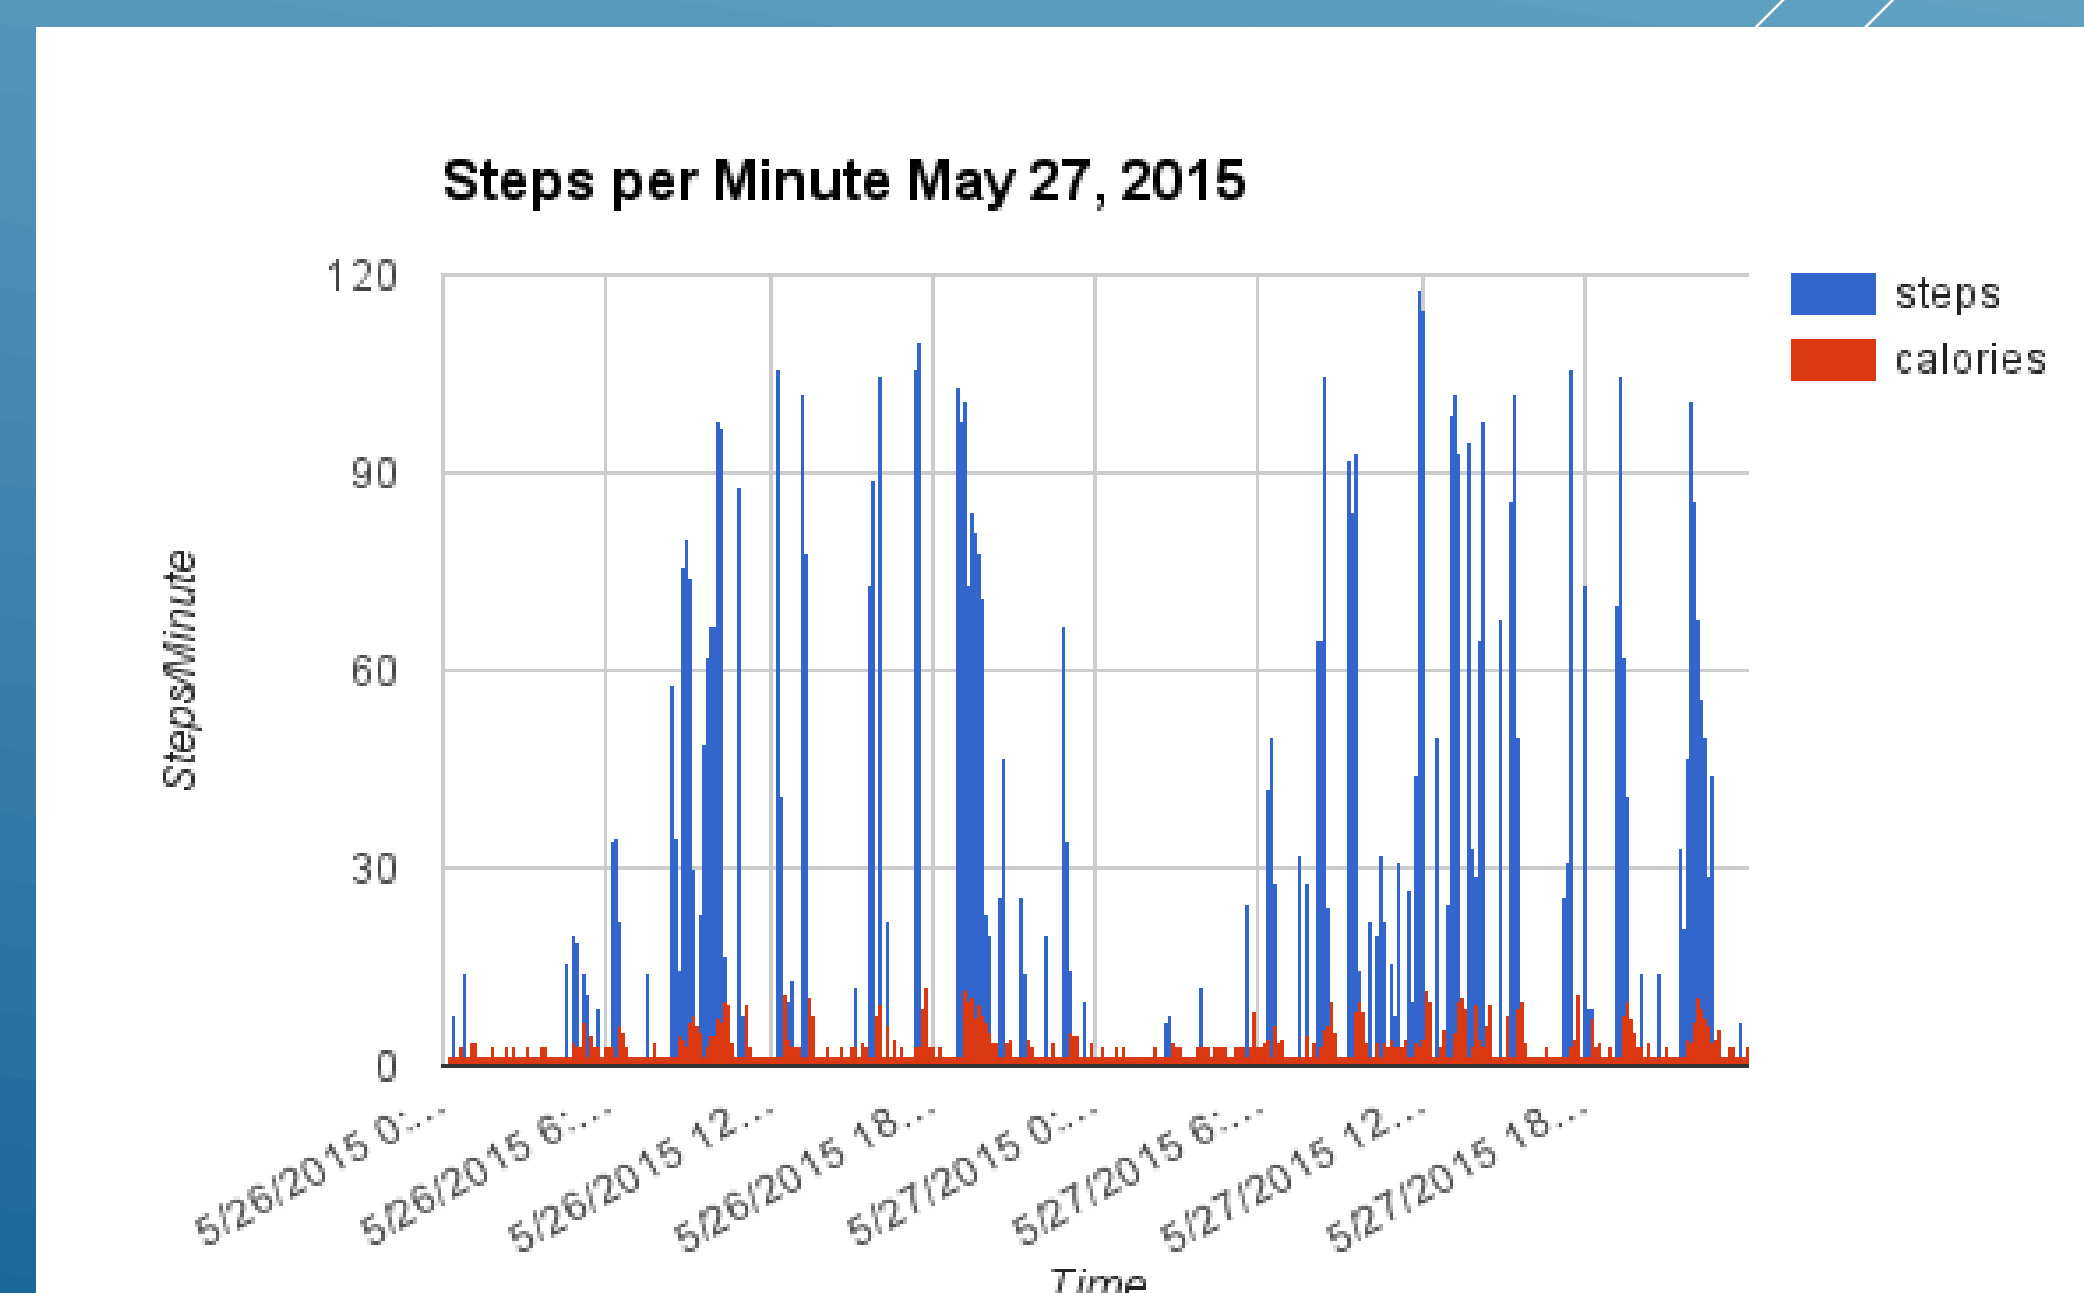 Steps per Minute May 27, 2015
120
90
60
30
0
Steps/Minute
steps
calories
5/26/2015 0:...
5/26/2015 6:...
5/26/2015 12...
5/26/2015 18...
5/27/2015 0:...
5/27/2015 6:...
5/27/2015 12...
5/27/2015 18...
Time